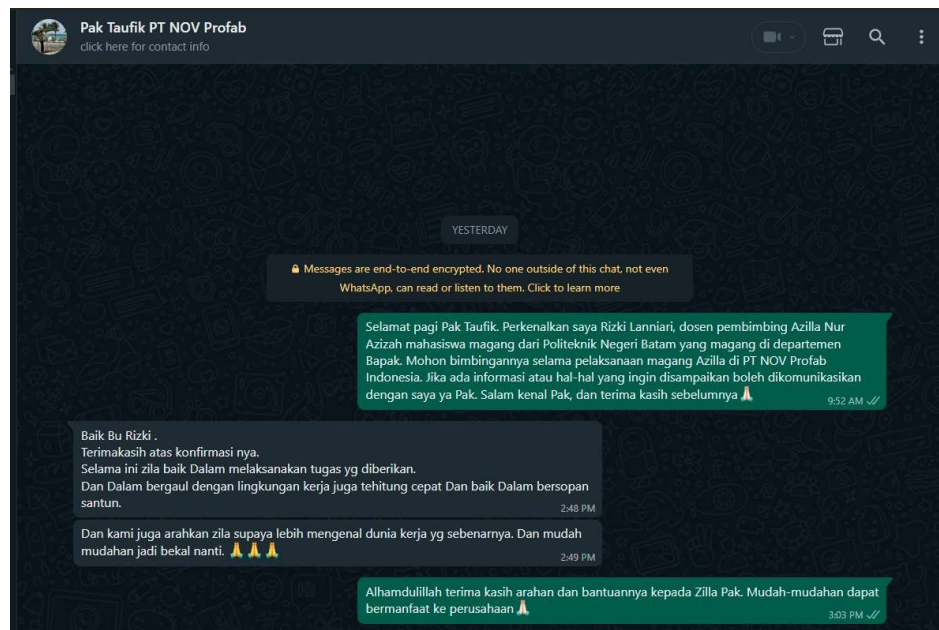 Pak Taufik PT NOV Profab
click here for contact info
YESTERDAY
Messages are end-to-end encrypted. No one outside of this chat, not even
WhatsApp, can read or listen to them. Click to learn more
Selamat pagi Pak Taufik. Perkenalkan saya Rizki Lanniari, dosen pembimbing Azilla Nur
Azizah mahasiswa magang dari Politeknik Negeri Batam yang magang di departemen
Bapak. Mohon bimbingannya selama pelaksanaan magang Azilla di PT NOV Profab
Indonesia. Jika ada informasi atau hal-hal yang ingin disampaikan boleh dikomunikasikan
dengan saya ya Pak. Salam kenal Pak, dan terima kasih sebelumnya🙏🏻
9:52 AM
Baik Bu Rizki .
Terimakasih atas konfirmasi nya.
Selama ini zila baik Dalam melaksanakan tugas yg diberikan.
Dan Dalam bergaul dengan lingkungan kerja juga tehitung cepat Dan baik Dalam bersopan
santun.
2:48 PM
Dan kami juga arahkan zila supaya lebih mengenal dunia kerja yg sebenarnya. Dan mudah
mudahan jadi bekal nanti. 🙏🙏🙏
2:49 PM
Alhamdulillah terima kasih arahan dan bantuannya kepada Zilla Pak. Mudah-mudahan dapat
bermanfaat ke perusahaan🙏🏻
3:03 PM